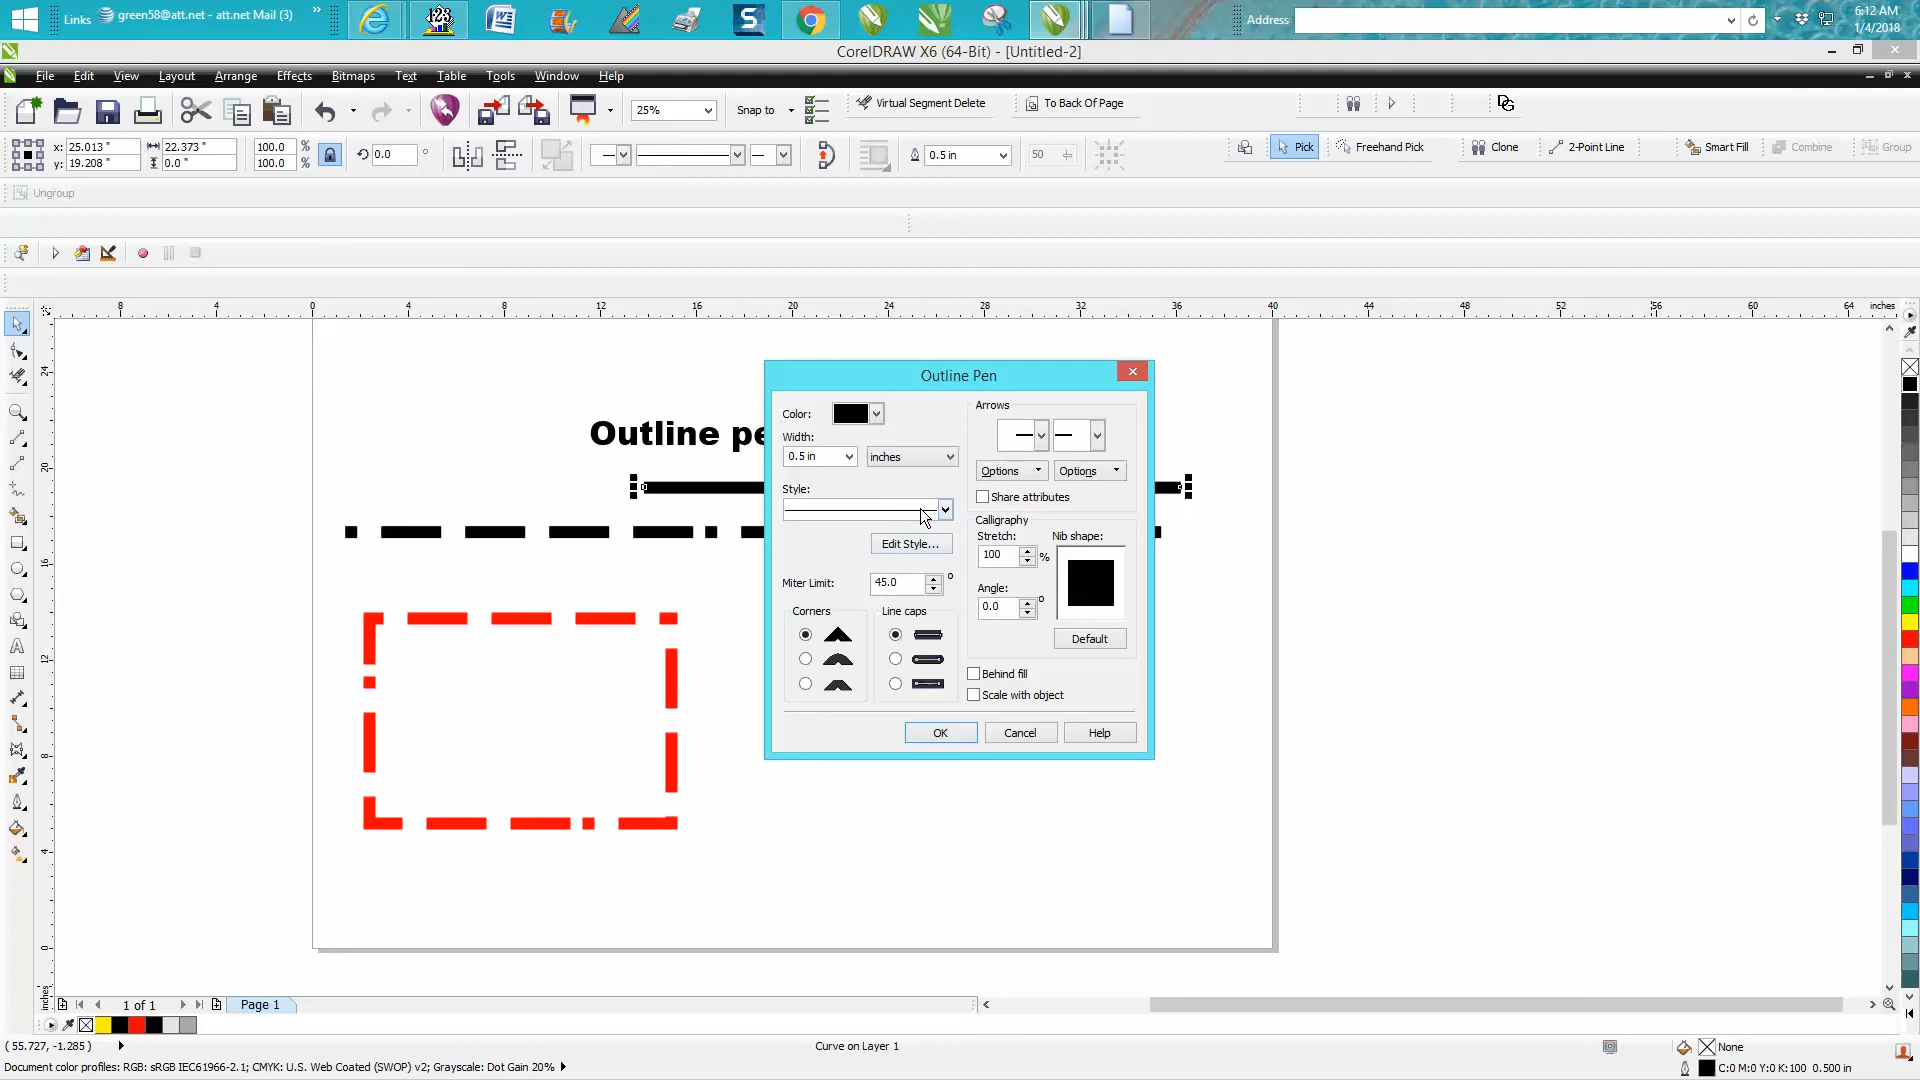 Links green58@att.net - att.net Mail (3) » Address 6:12 AM
1/4/2018
CorelDRAW X6 (64-Bit) - [Untitled-2]
File Edit View Layout Arrange Effects Bitmaps Text Table Tools Window Help
25% Snap to Virtual Segment Delete To Back Of Page
x: 25.013 " 22.373 " 100.0 % 0.0 ° 0.5 in 50 Pick Freehand Pick Clone 2-Point Line Smart Fill Combine Group
y: 19.208 " 0.0 " 100.0 %
Ungroup
8 4 0 4 8 12 16 20 24 28 32 36 40 44 48 52 56 60 64 inches
24
20
16
12
8
4
0
inches
Outline pe
Outline Pen
Color:
Width:
0.5 in inches
Style:
Edit Style...
Miter Limit: 45.0 °
Corners Line caps
Arrows
Options Options
Share attributes
Calligraphy
Stretch: Nib shape:
100 %
Angle:
0.0 °
Default
Behind fill
Scale with object
OK Cancel Help
1 of 1 Page 1
( 55.727, -1.285 ) Curve on Layer 1 None
Document color profiles: RGB: sRGB IEC61966-2.1; CMYK: U.S. Web Coated (SWOP) v2; Grayscale: Dot Gain 20% C:0 M:0 Y:0 K:100 0.500 in